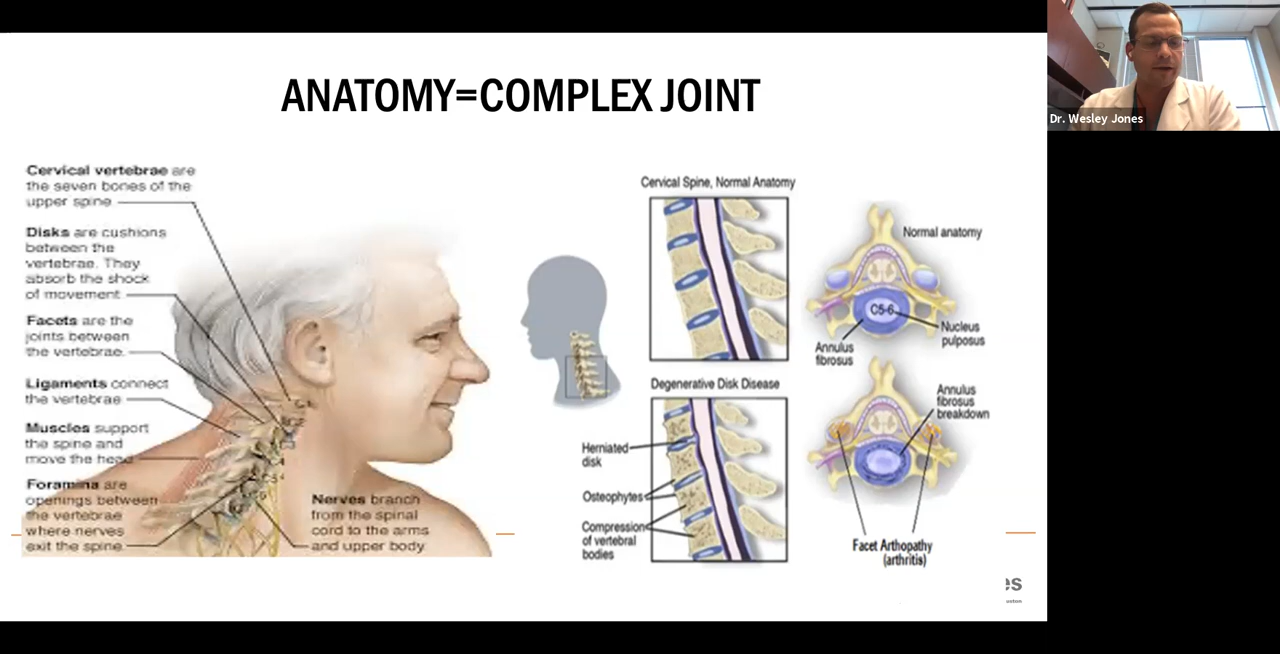 ANATOMY=COMPLEX JOINT
Dr. Wesley Jones
Cervical vertebrae are
the seven bones of the
upper spine
Disks are cushions
between the
vertebrae. They
absorb the shock
of movement
Facets are the
joints between
the vertebrae.
Ligaments connect
the vertebrae
Muscles support
the spine and
move the head
Foramina are
openings between
the vertebrae
where nerves
exit the spine.
Nerves branch
from the spinal
cord to the arms
and upper body.
Cervical Spine, Normal Anatomy
Degenerative Disk Disease
Herniated
disk
Osteophytes
Compression
of vertebral
bodies
Normal anatomy
C5-6
Nucleus
pulposus
Annulus
fibrosus
Annulus
fibrosus
breakdown
Facet Arthopathy
(arthritis)
es